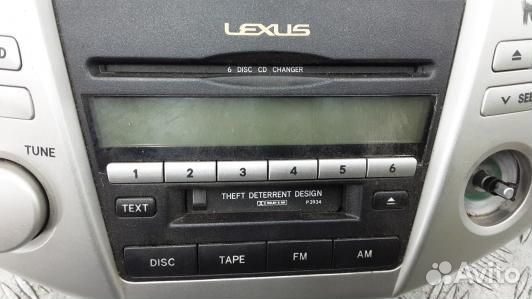 LEXUS
6 DISC CD CHANGER
TUNE
1 2 3 4 5 6
THEFT DETERRENT DESIGN
P3934
TEXT
DISC TAPE FM AM
Avito